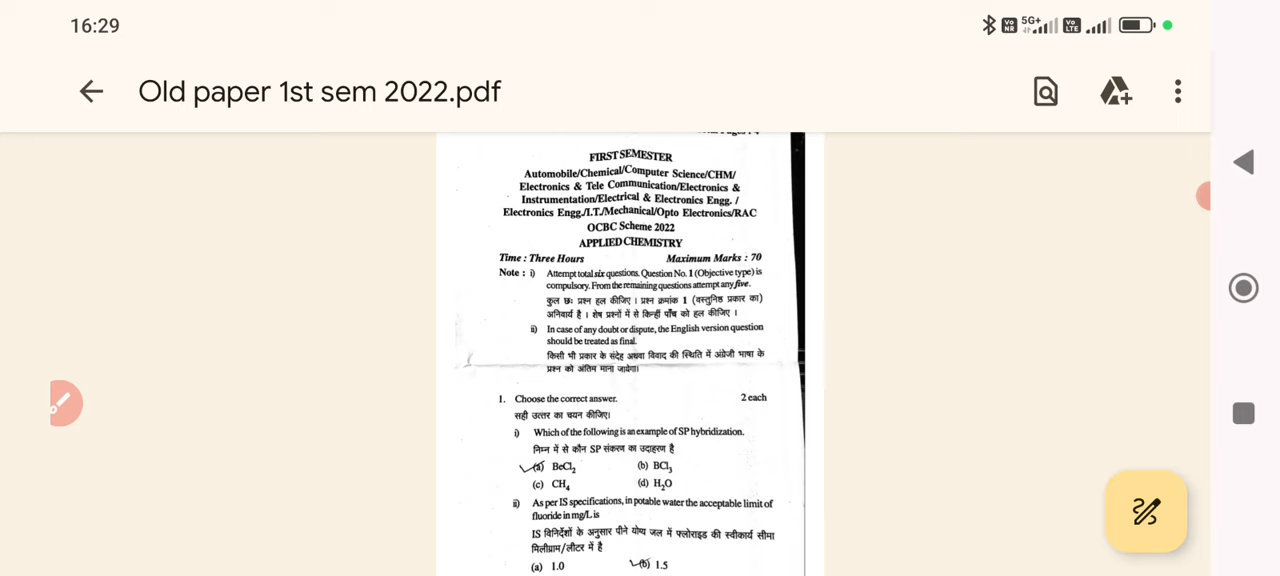 16:29
Vo NR 5G+ Vo LTE
Old paper 1st sem 2022.pdf
FIRST SEMESTER
Automobile/Chemical/Computer Science/CHM/
Electronics & Tele Communication/Electronics &
Instrumentation/Electrical & Electronics Engg. /
Electronics Engg./I.T./Mechanical/Opto Electronics/RAC
OCBC Scheme 2022
APPLIED CHEMISTRY
Time : Three Hours Maximum Marks : 70
Note : i) Attempt total six questions. Question No. 1 (Objective type) is
compulsory. From the remaining questions attempt any five.
कुल छः प्रश्न हल कीजिए । प्रश्न क्रमांक 1 (वस्तुनिष्ठ प्रकार का)
अनिवार्य है । शेष प्रश्नों में से किन्हीं पाँच को हल कीजिए ।
ii) In case of any doubt or dispute, the English version question
should be treated as final.
किसी भी प्रकार के संदेह अथवा विवाद की स्थिति में अंग्रेजी भाषा के
प्रश्न को अंतिम माना जायेगा।
1. Choose the correct answer. 2 each
सही उत्तर का चयन कीजिए।
i) Which of the following is an example of SP hybridization.
निम्न में से कौन SP संकरण का उदाहरण है
(a) BeCl₂ (b) BCl₃
(c) CH₄ (d) H₂O
ii) As per IS specifications, in potable water the acceptable limit of
fluoride in mg/L is
IS विनिर्देशों के अनुसार पीने योग्य जल में फ्लोराइड की स्वीकार्य सीमा
मिलीग्राम/लीटर में है
(a) 1.0 (b) 1.5